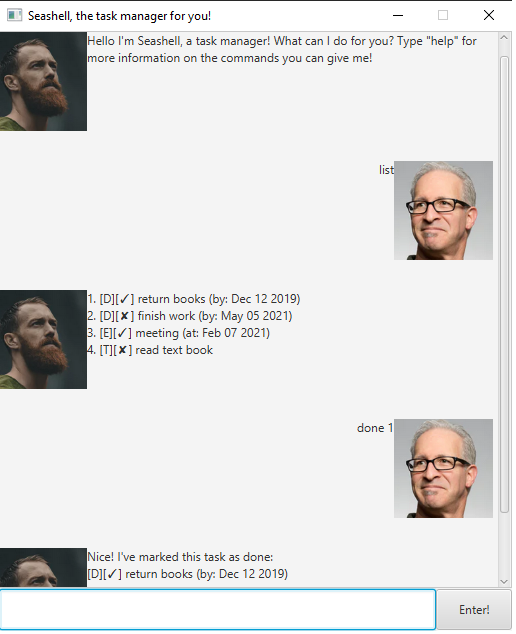 Seashell, the task manager for you!
Hello I'm Seashell, a task manager! What can I do for you? Type "help" for
more information on the commands you can give me!
list
1. [D][✓] return books (by: Dec 12 2019)
2. [D][✘] finish work (by: May 05 2021)
3. [E][✓] meeting (at: Feb 07 2021)
4. [T][✘] read text book
done 1
Nice! I've marked this task as done:
[D][✓] return books (by: Dec 12 2019)
Enter!